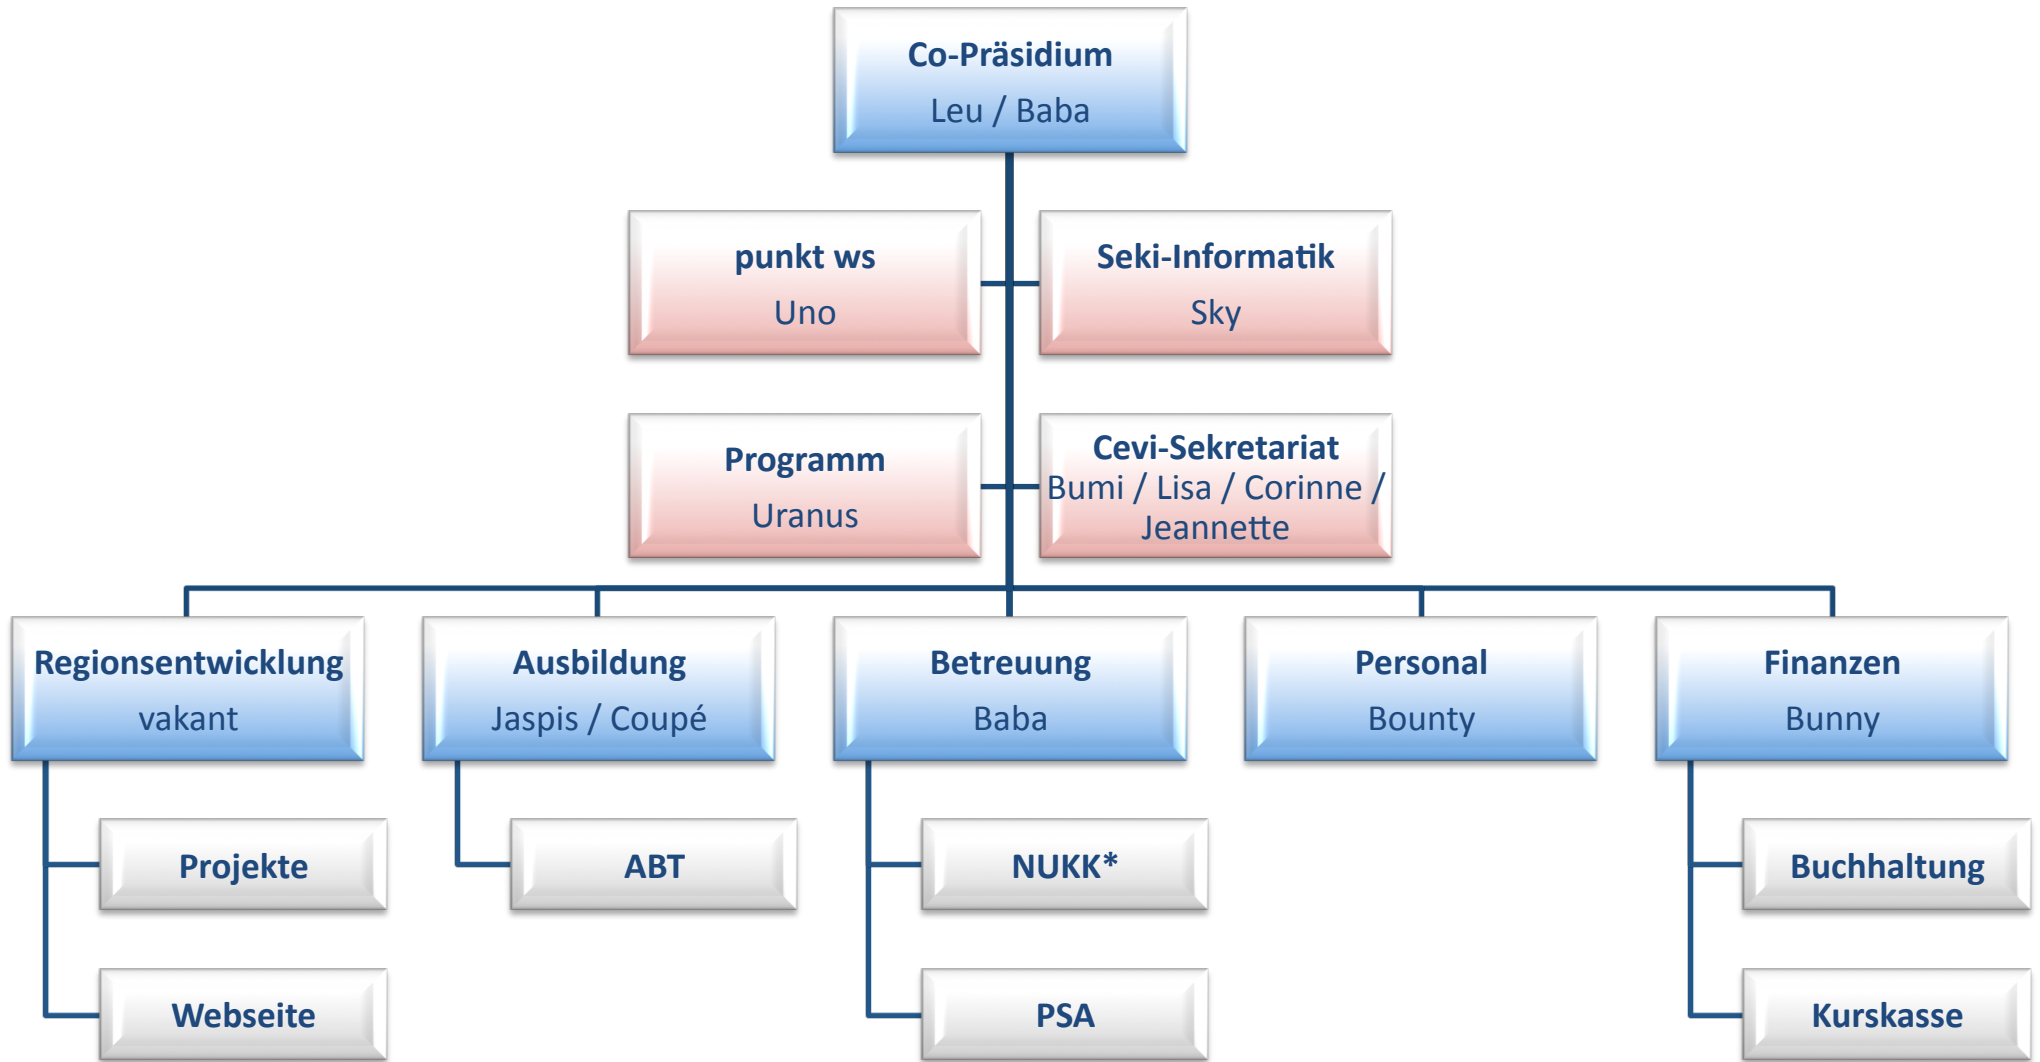 Co-Präsidium
Leu / Baba
punkt ws
Uno
Seki-Informatik
Sky
Programm
Uranus
Cevi-Sekretariat
Bumi / Lisa / Corinne /
Jeannette
Regionsentwicklung
vakant
Ausbildung
Jaspis / Coupé
Betreuung
Baba
Personal
Bounty
Finanzen
Bunny
Projekte
ABT
NUKK*
Buchhaltung
Webseite
PSA
Kurskasse